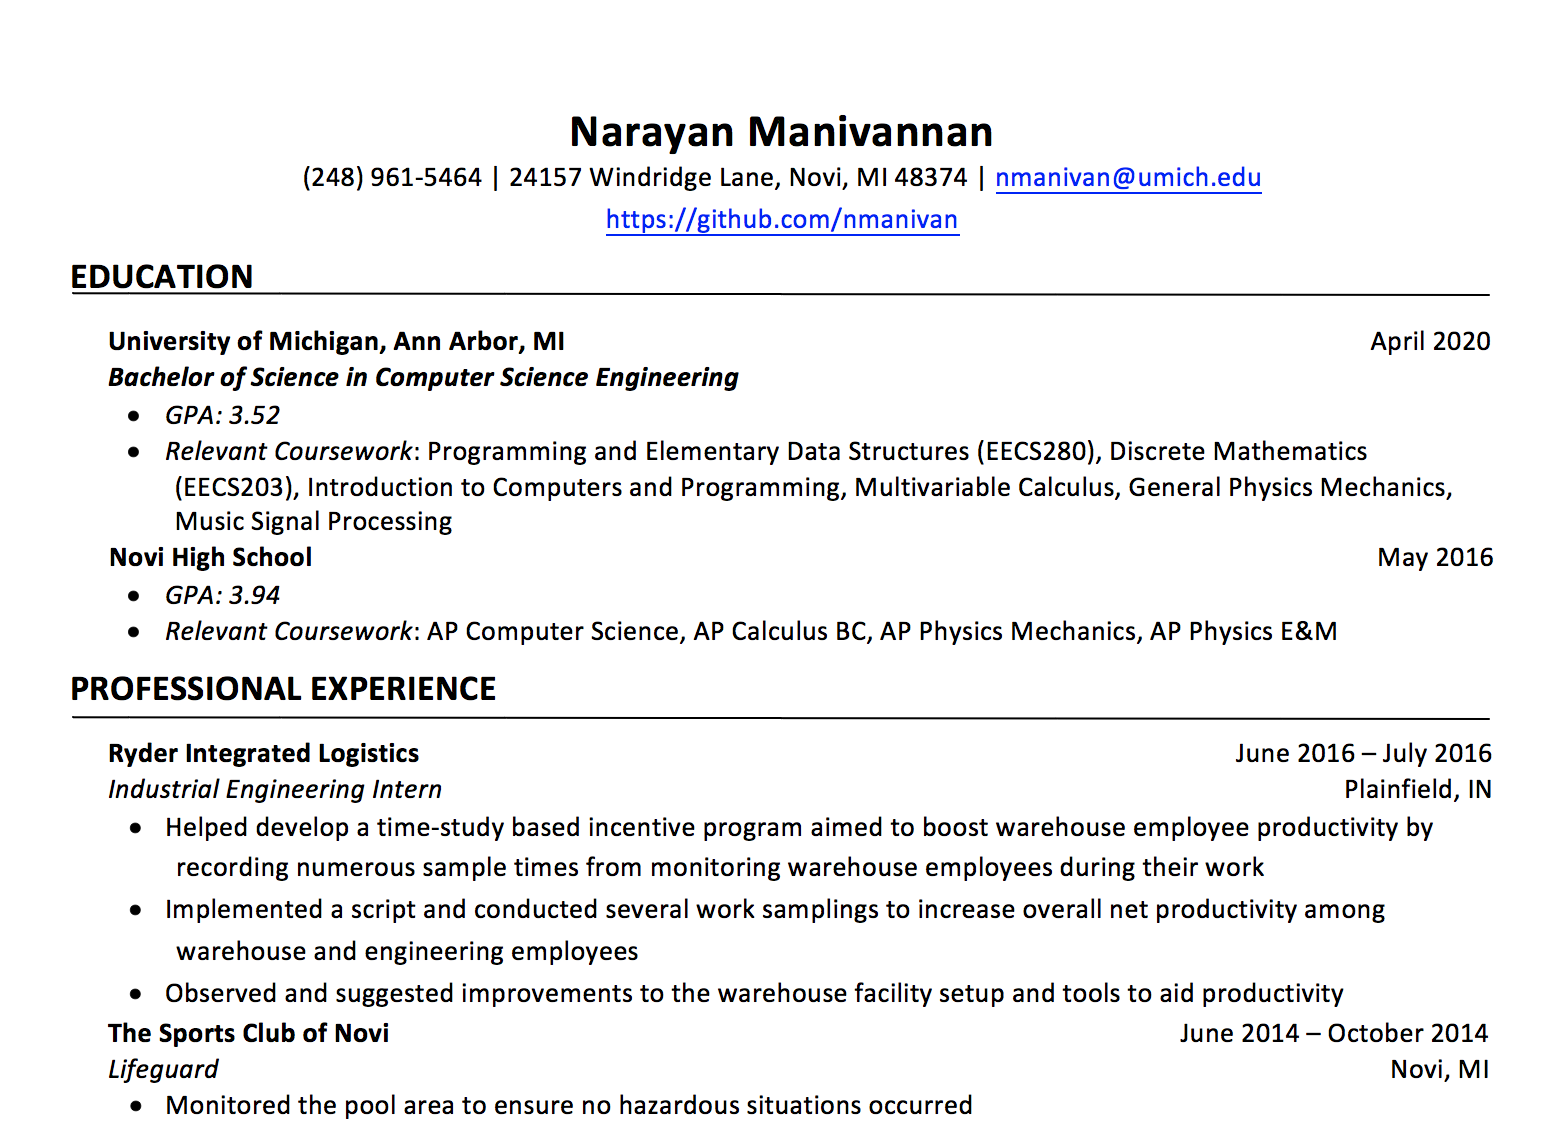 Narayan Manivannan
(248) 961-5464 | 24157 Windridge Lane, Novi, MI 48374 | nmanivan@umich.edu
https://github.com/nmanivan
EDUCATION
University of Michigan, Ann Arbor, MI April 2020
Bachelor of Science in Computer Science Engineering
• GPA: 3.52
• Relevant Coursework: Programming and Elementary Data Structures (EECS280), Discrete Mathematics
(EECS203), Introduction to Computers and Programming, Multivariable Calculus, General Physics Mechanics,
Music Signal Processing
Novi High School May 2016
• GPA: 3.94
• Relevant Coursework: AP Computer Science, AP Calculus BC, AP Physics Mechanics, AP Physics E&M
PROFESSIONAL EXPERIENCE
Ryder Integrated Logistics June 2016 – July 2016
Industrial Engineering Intern Plainfield, IN
• Helped develop a time-study based incentive program aimed to boost warehouse employee productivity by
recording numerous sample times from monitoring warehouse employees during their work
• Implemented a script and conducted several work samplings to increase overall net productivity among
warehouse and engineering employees
• Observed and suggested improvements to the warehouse facility setup and tools to aid productivity
The Sports Club of Novi June 2014 – October 2014
Lifeguard Novi, MI
• Monitored the pool area to ensure no hazardous situations occurred